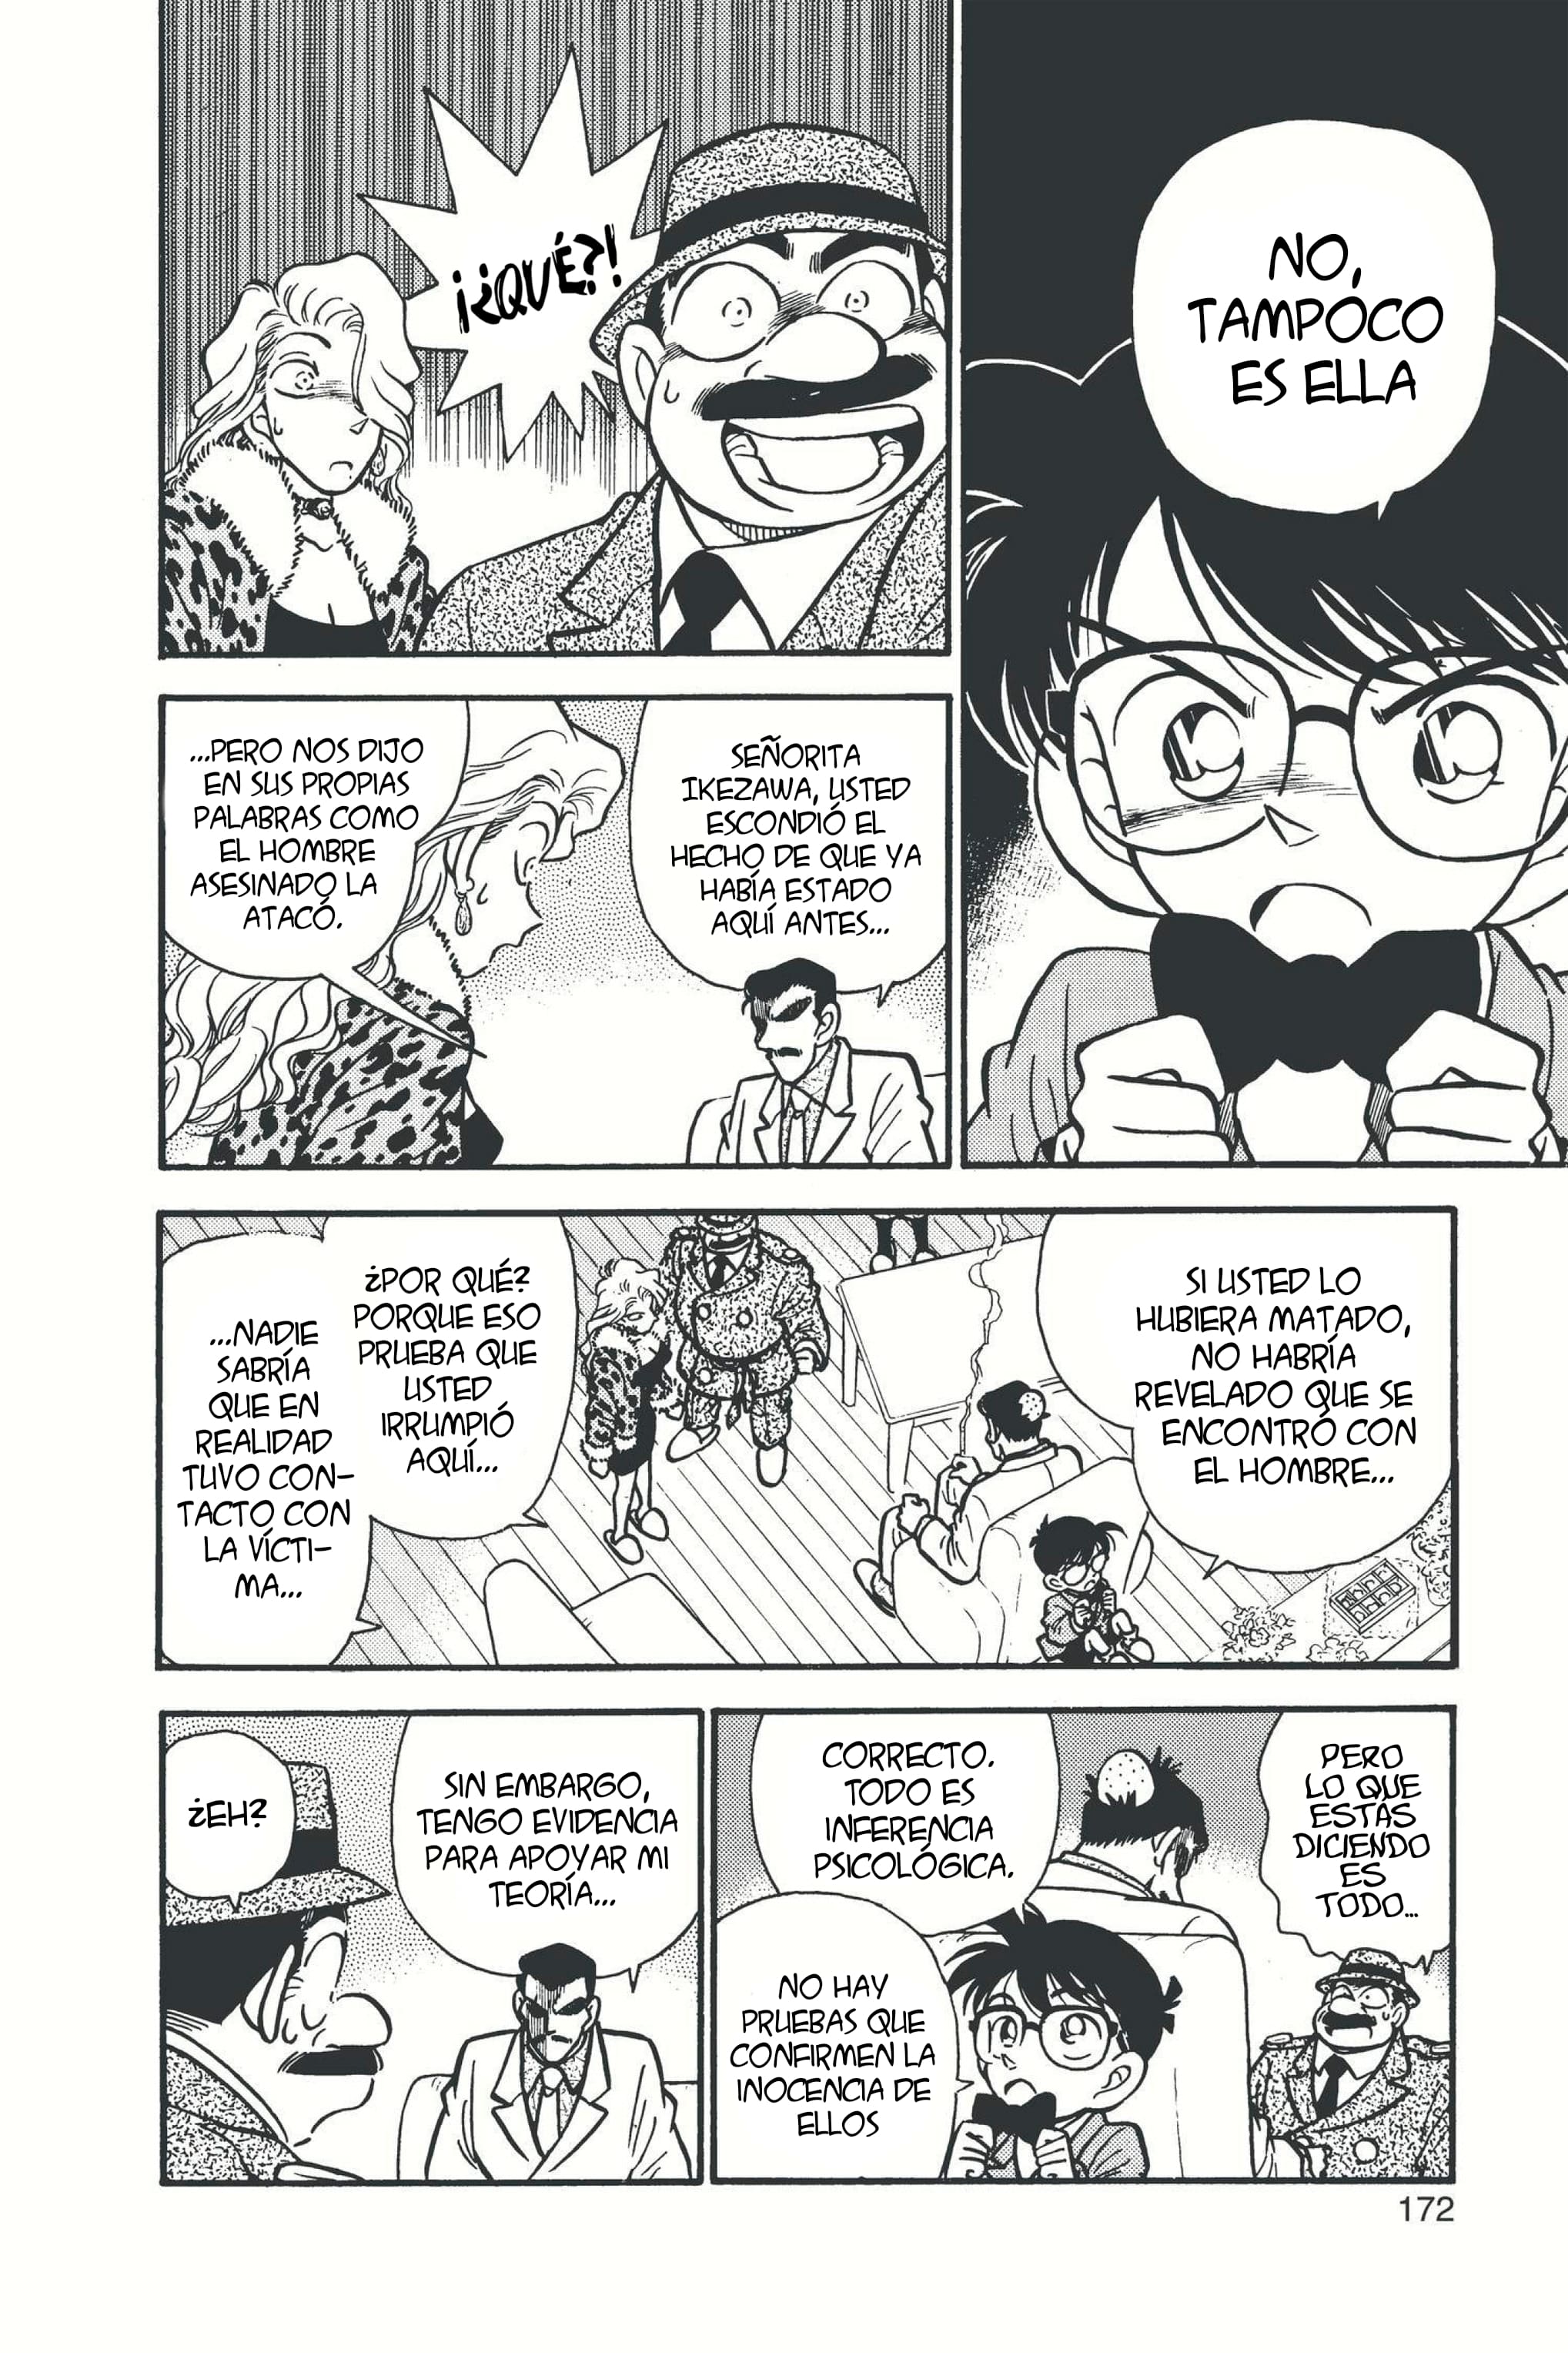 NO,
TAMPOCO
ES ELLA
¡¿QUÉ?!
SEÑORITA
IKEZAWA, USTED
ESCONDIÓ EL
HECHO DE QUE YA
HABÍA ESTADO
AQUÍ ANTES...
...PERO NOS DIJO
EN SUS PROPIAS
PALABRAS COMO
EL HOMBRE
ASESINADO LA
ATACÓ.
SI USTED LO
HUBIERA MATADO,
NO HABRÍA
REVELADO QUE SE
ENCONTRÓ CON
EL HOMBRE...
¿POR QUÉ?
PORQUE ESO
PRUEBA QUE
USTED
IRRUMPIÓ
AQUÍ...
...NADIE
SABRÍA
QUE EN
REALIDAD
TUVO CON-
TACTO CON
LA VÍCTI-
MA...
PERO
LO QUE
ESTÁS
DICIENDO
ES
TODO...
CORRECTO.
TODO ES
INFERENCIA
PSICOLÓGICA.
NO HAY
PRUEBAS QUE
CONFIRMEN LA
INOCENCIA DE
ELLOS
SIN EMBARGO,
TENGO EVIDENCIA
PARA APOYAR MI
TEORÍA...
¿EH?
172